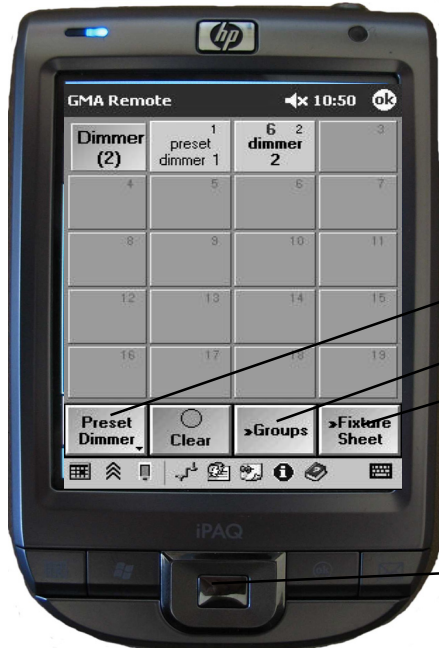 hp
GMA Remote 10:50 ok
Dimmer (2)
1
preset
dimmer 1
6 2
dimmer
2
3
4 5 6 7
8 9 10 11
12 13 14 15
16 17 18 19
Preset
Dimmer
Clear
»Groups
»Fixture
Sheet
iPAQ